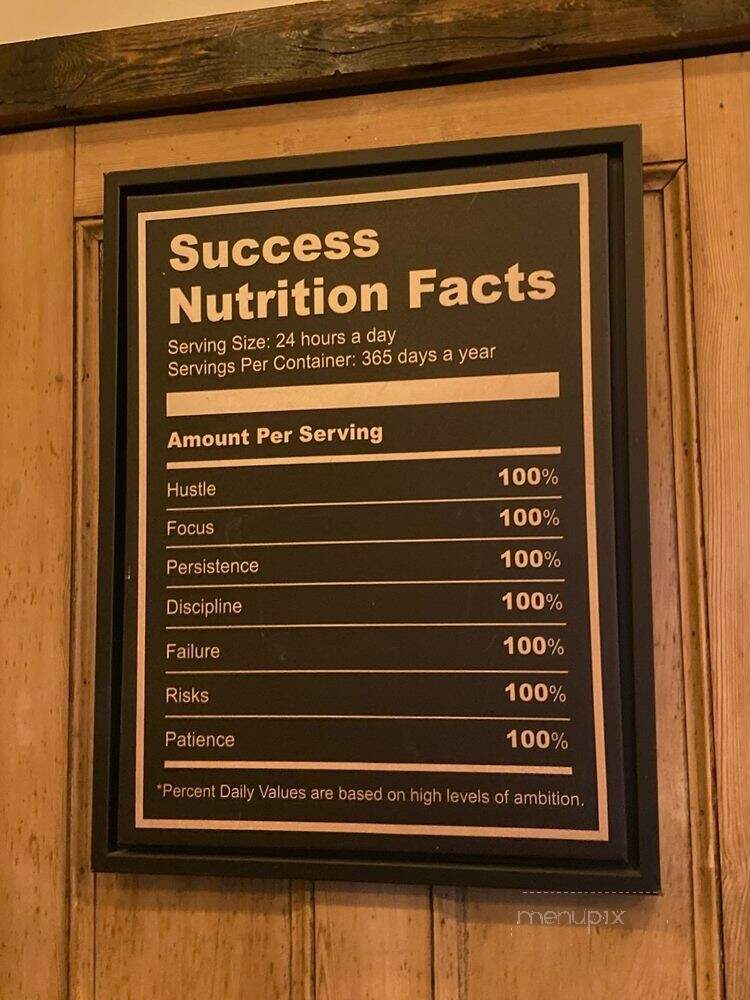 Success
Nutrition Facts
Serving Size: 24 hours a day
Servings Per Container: 365 days a year
Amount Per Serving
Hustle 100%
Focus 100%
Persistence 100%
Discipline 100%
Failure 100%
Risks 100%
Patience 100%
*Percent Daily Values are based on high levels of ambition.
menupix